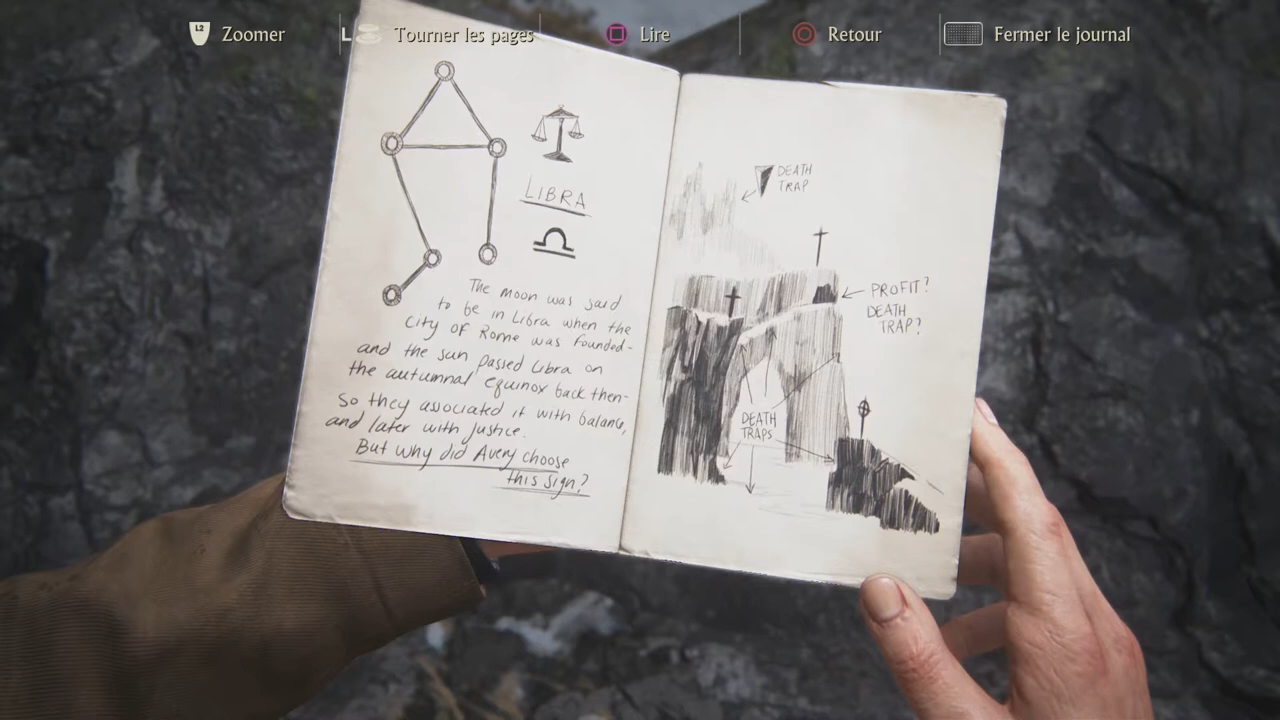 L2 Zoomer
L Tourner les pages
Lire
Retour
Fermer le journal
LIBRA
The moon was said
to be in Libra when the
City of Rome was founded-
and the sun passed Libra on
the autumnal equinox back then-
So they associated it with balance,
and later with justice.
But why did Avery choose
this sign?
DEATH
TRAP
PROFIT?
DEATH
TRAP?
DEATH
TRAPS